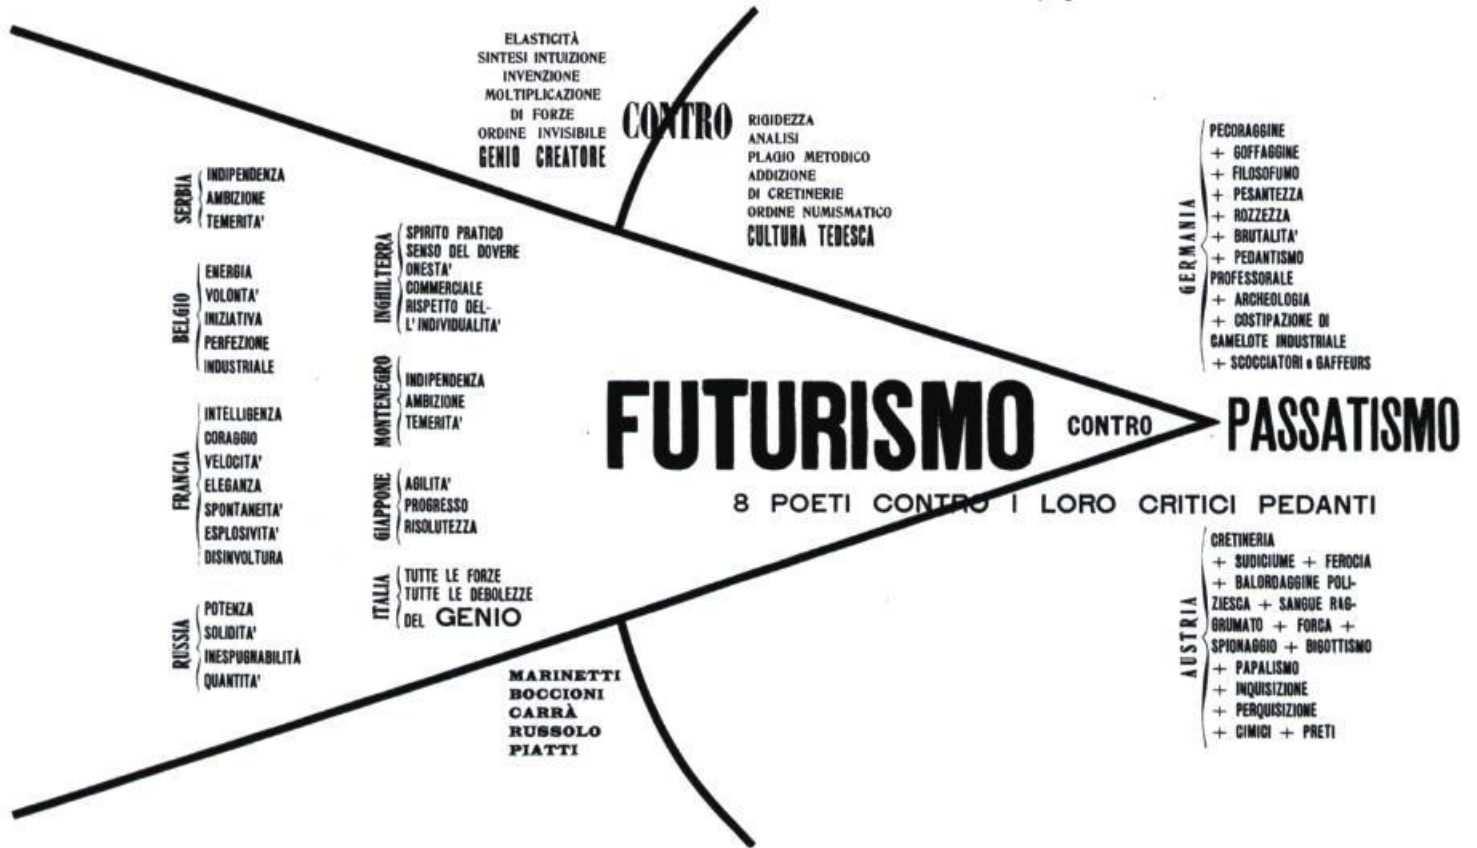 ELASTICITÀ
SINTESI INTUIZIONE
INVENZIONE
MOLTIPLICAZIONE
DI FORZE
ORDINE INVISIBILE
GENIO CREATORE
CONTRO
RIGIDEZZA
ANALISI
PLAGIO METODICO
ADDIZIONE
DI CRETINERIE
ORDINE NUMISMATICO
CULTURA TEDESCA
SERBIA
INDIPENDENZA
AMBIZIONE
TEMERITA'
BELGIO
ENERGIA
VOLONTA'
INIZIATIVA
PERFEZIONE
INDUSTRIALE
FRANCIA
INTELLIGENZA
CORAGGIO
VELOCITA'
ELEGANZA
SPONTANEITA'
ESPLOSIVITA'
DISINVOLTURA
RUSSIA
POTENZA
SOLIDITA'
INESPUGNABILITÀ
QUANTITA'
INGHILTERRA
SPIRITO PRATICO
SENSO DEL DOVERE
ONESTA'
COMMERCIALE
RISPETTO DEL-
L'INDIVIDUALITA'
MONTENEGRO
INDIPENDENZA
AMBIZIONE
TEMERITA'
GIAPPONE
AGILITA'
PROGRESSO
RISOLUTEZZA
ITALIA
TUTTE LE FORZE
TUTTE LE DEBOLEZZE
DEL GENIO
FUTURISMO CONTRO PASSATISMO
8 POETI CONTRO I LORO CRITICI PEDANTI
MARINETTI
BOCCIONI
CARRÀ
RUSSOLO
PIATTI
GERMANIA
PECORAGGINE
+ GOFFAGGINE
+ FILOSOFUMO
+ PESANTEZZA
+ ROZZEZZA
+ BRUTALITA'
+ PEDANTISMO
PROFESSORALE
+ ARCHEOLOGIA
+ COSTIPAZIONE DI
CAMELOTE INDUSTRIALE
+ SCOCCIATORI e GAFFEURS
AUSTRIA
CRETINERIA
+ SUDICIUME + FEROCIA
+ BALORDAGGINE POLI-
ZIESCA + SANGUE RAG-
GRUMATO + FORCA +
SPIONAGGIO + BIGOTTISMO
+ PAPALISMO
+ INQUISIZIONE
+ PERQUISIZIONE
+ CIMICI + PRETI